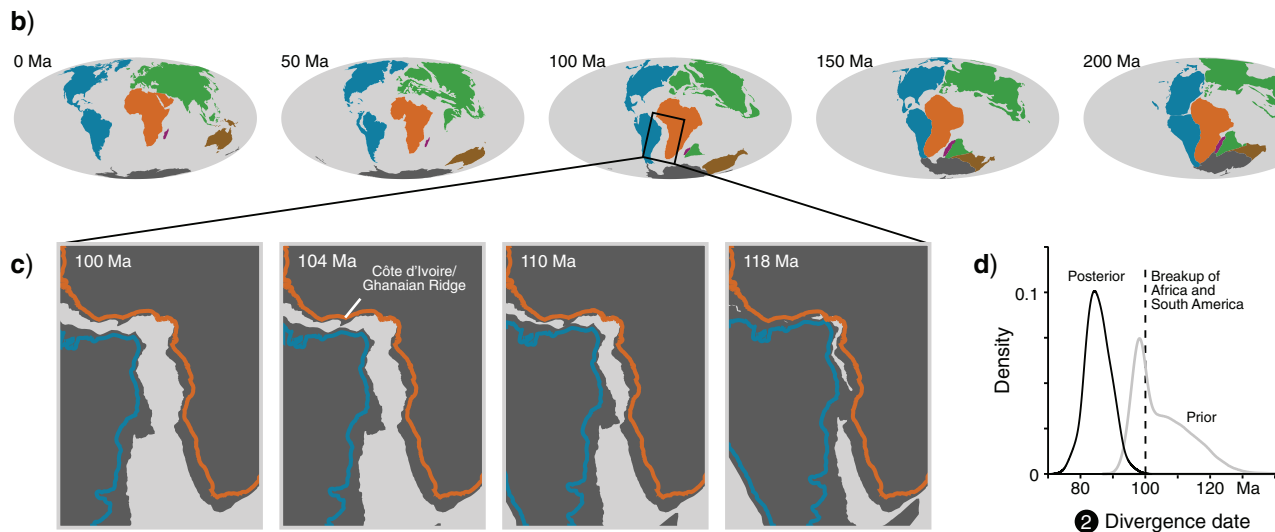 b)
0 Ma
50 Ma
100 Ma
150 Ma
200 Ma
c)
100 Ma
104 Ma
Côte d'Ivoire/
Ghanaian Ridge
110 Ma
118 Ma
d)
Posterior
Breakup of
Africa and
South America
0.1
Density
Prior
0
80
100
120
Ma
2 Divergence date